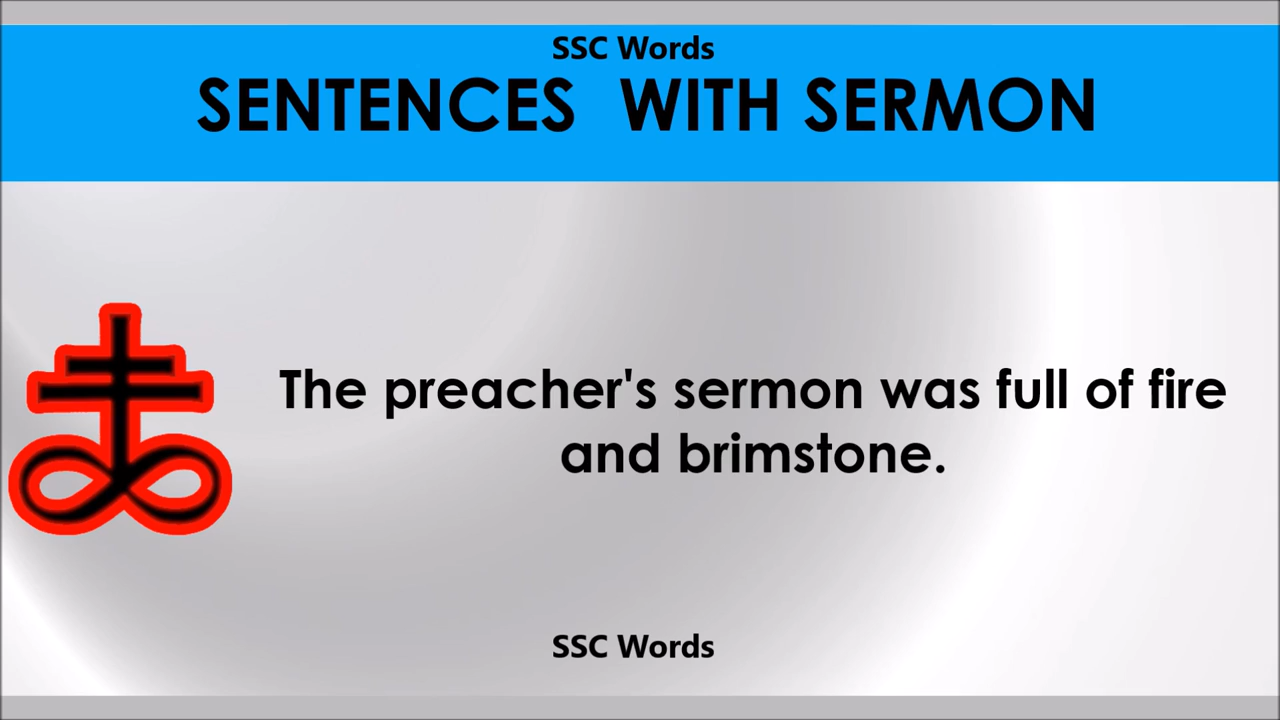 SSC Words
SENTENCES WITH SERMON
The preacher's sermon was full of fire
and brimstone.
SSC Words